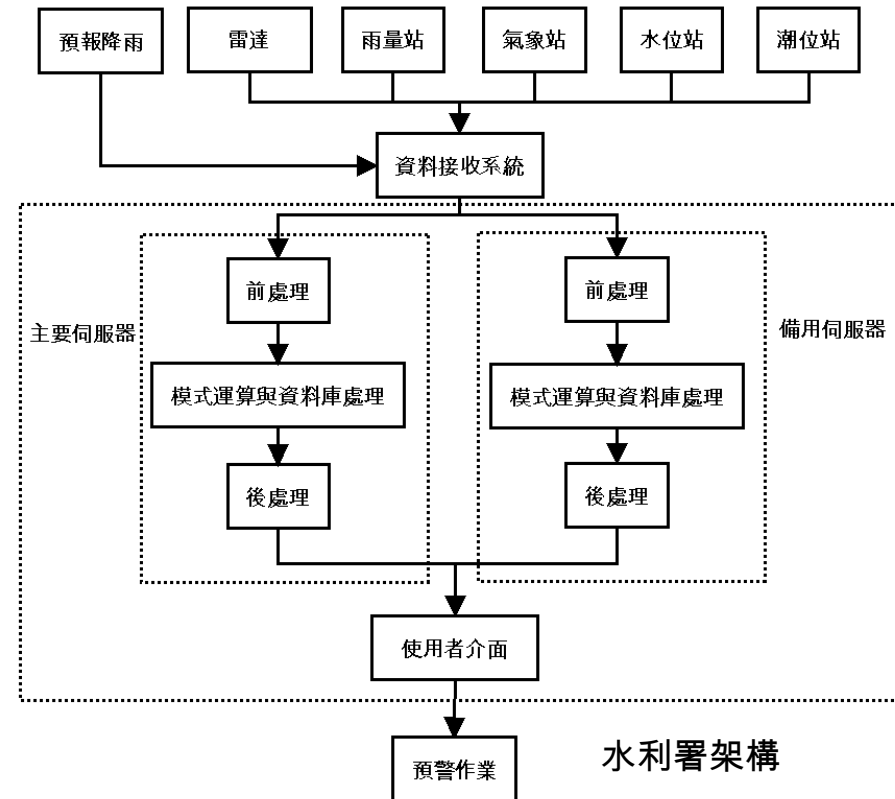 預報降雨
雷達
雨量站
氣象站
水位站
潮位站
資料接收系統
前處理
前處理
主要伺服器
備用伺服器
模式運算與資料庫處理
模式運算與資料庫處理
後處理
後處理
使用者介面
預警作業
水利署架構